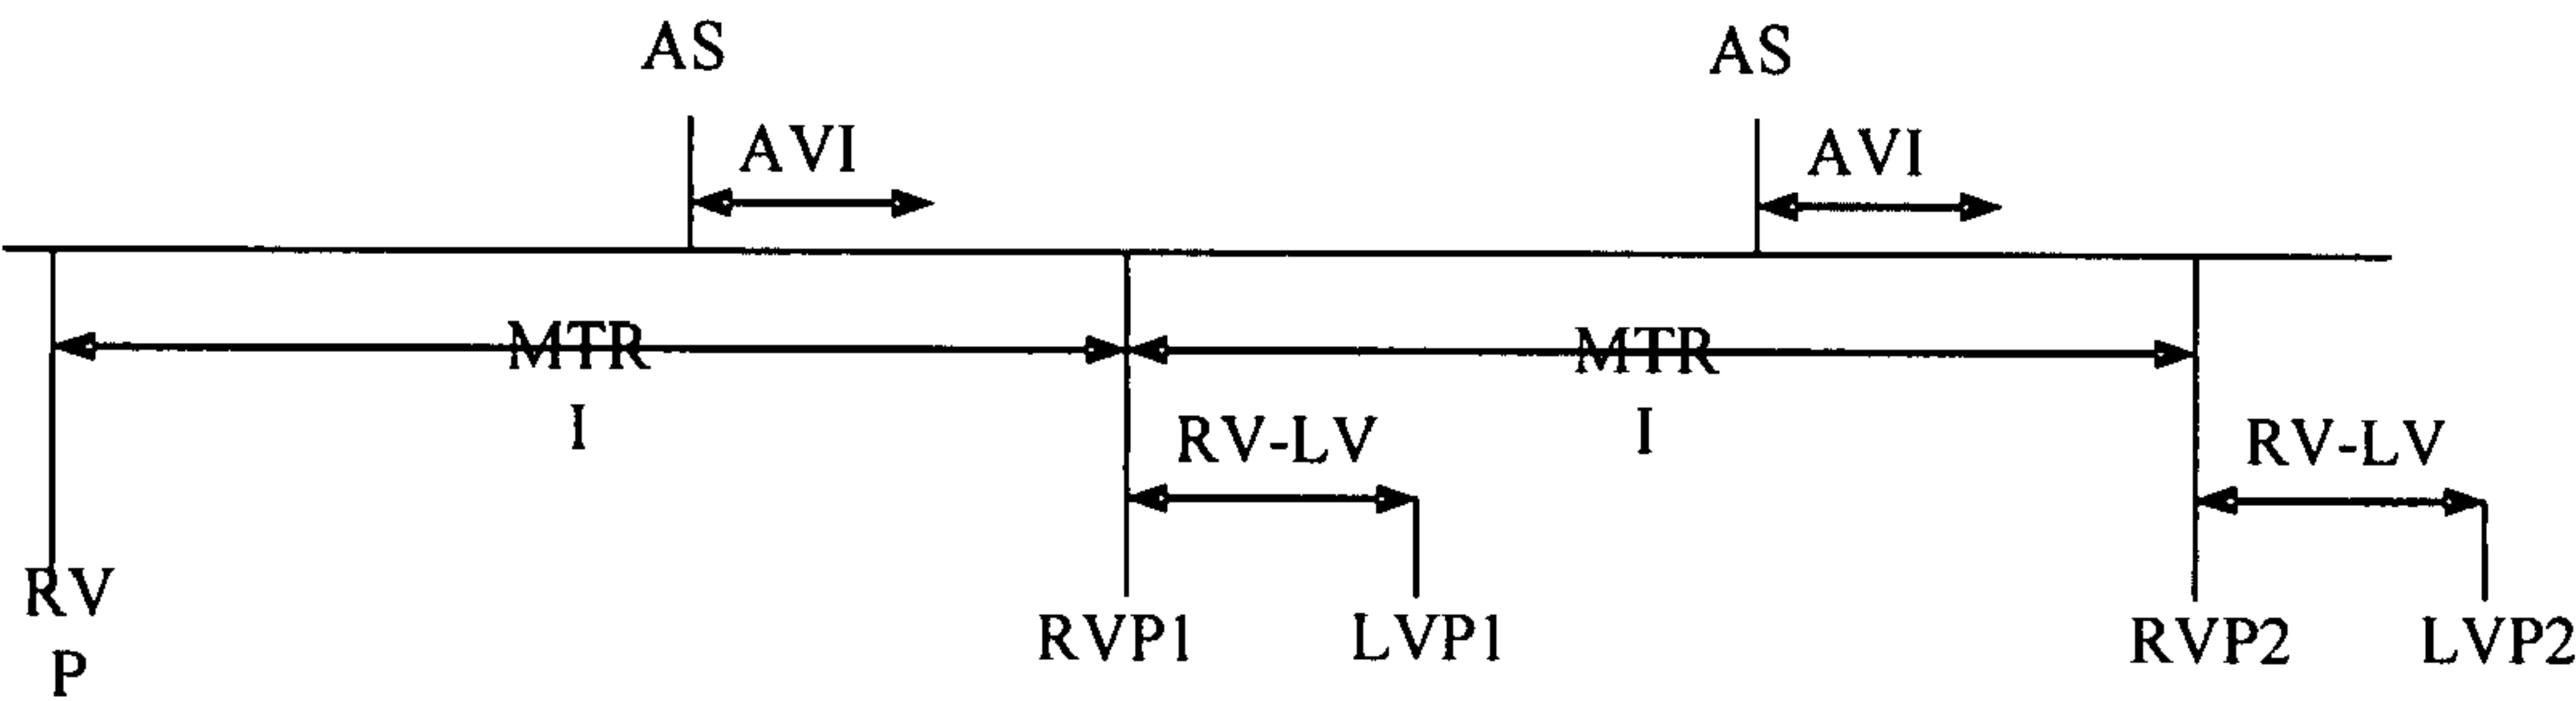 AS
AS
AVI
AVI
MTR
I
MTR
I
RV-LV
RV-LV
RV
P
RVP1
LVP1
RVP2
LVP2